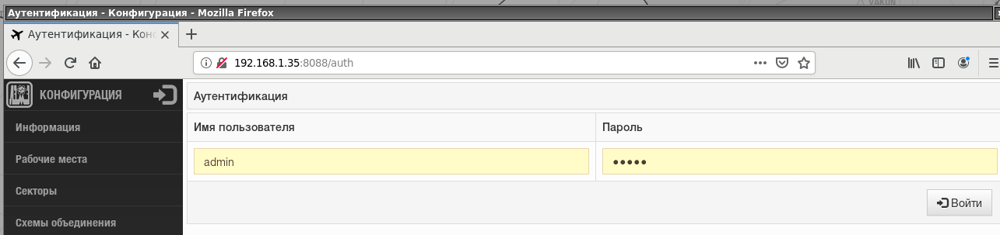 Аутентификация - Конфигурация - Mozilla Firefox
Аутентификация - Кон
192.168.1.35:8088/auth
КОНФИГУРАЦИЯ
Информация
Рабочие места
Секторы
Схемы объединения
Аутентификация
Имя пользователя Пароль
admin •••••
Войти